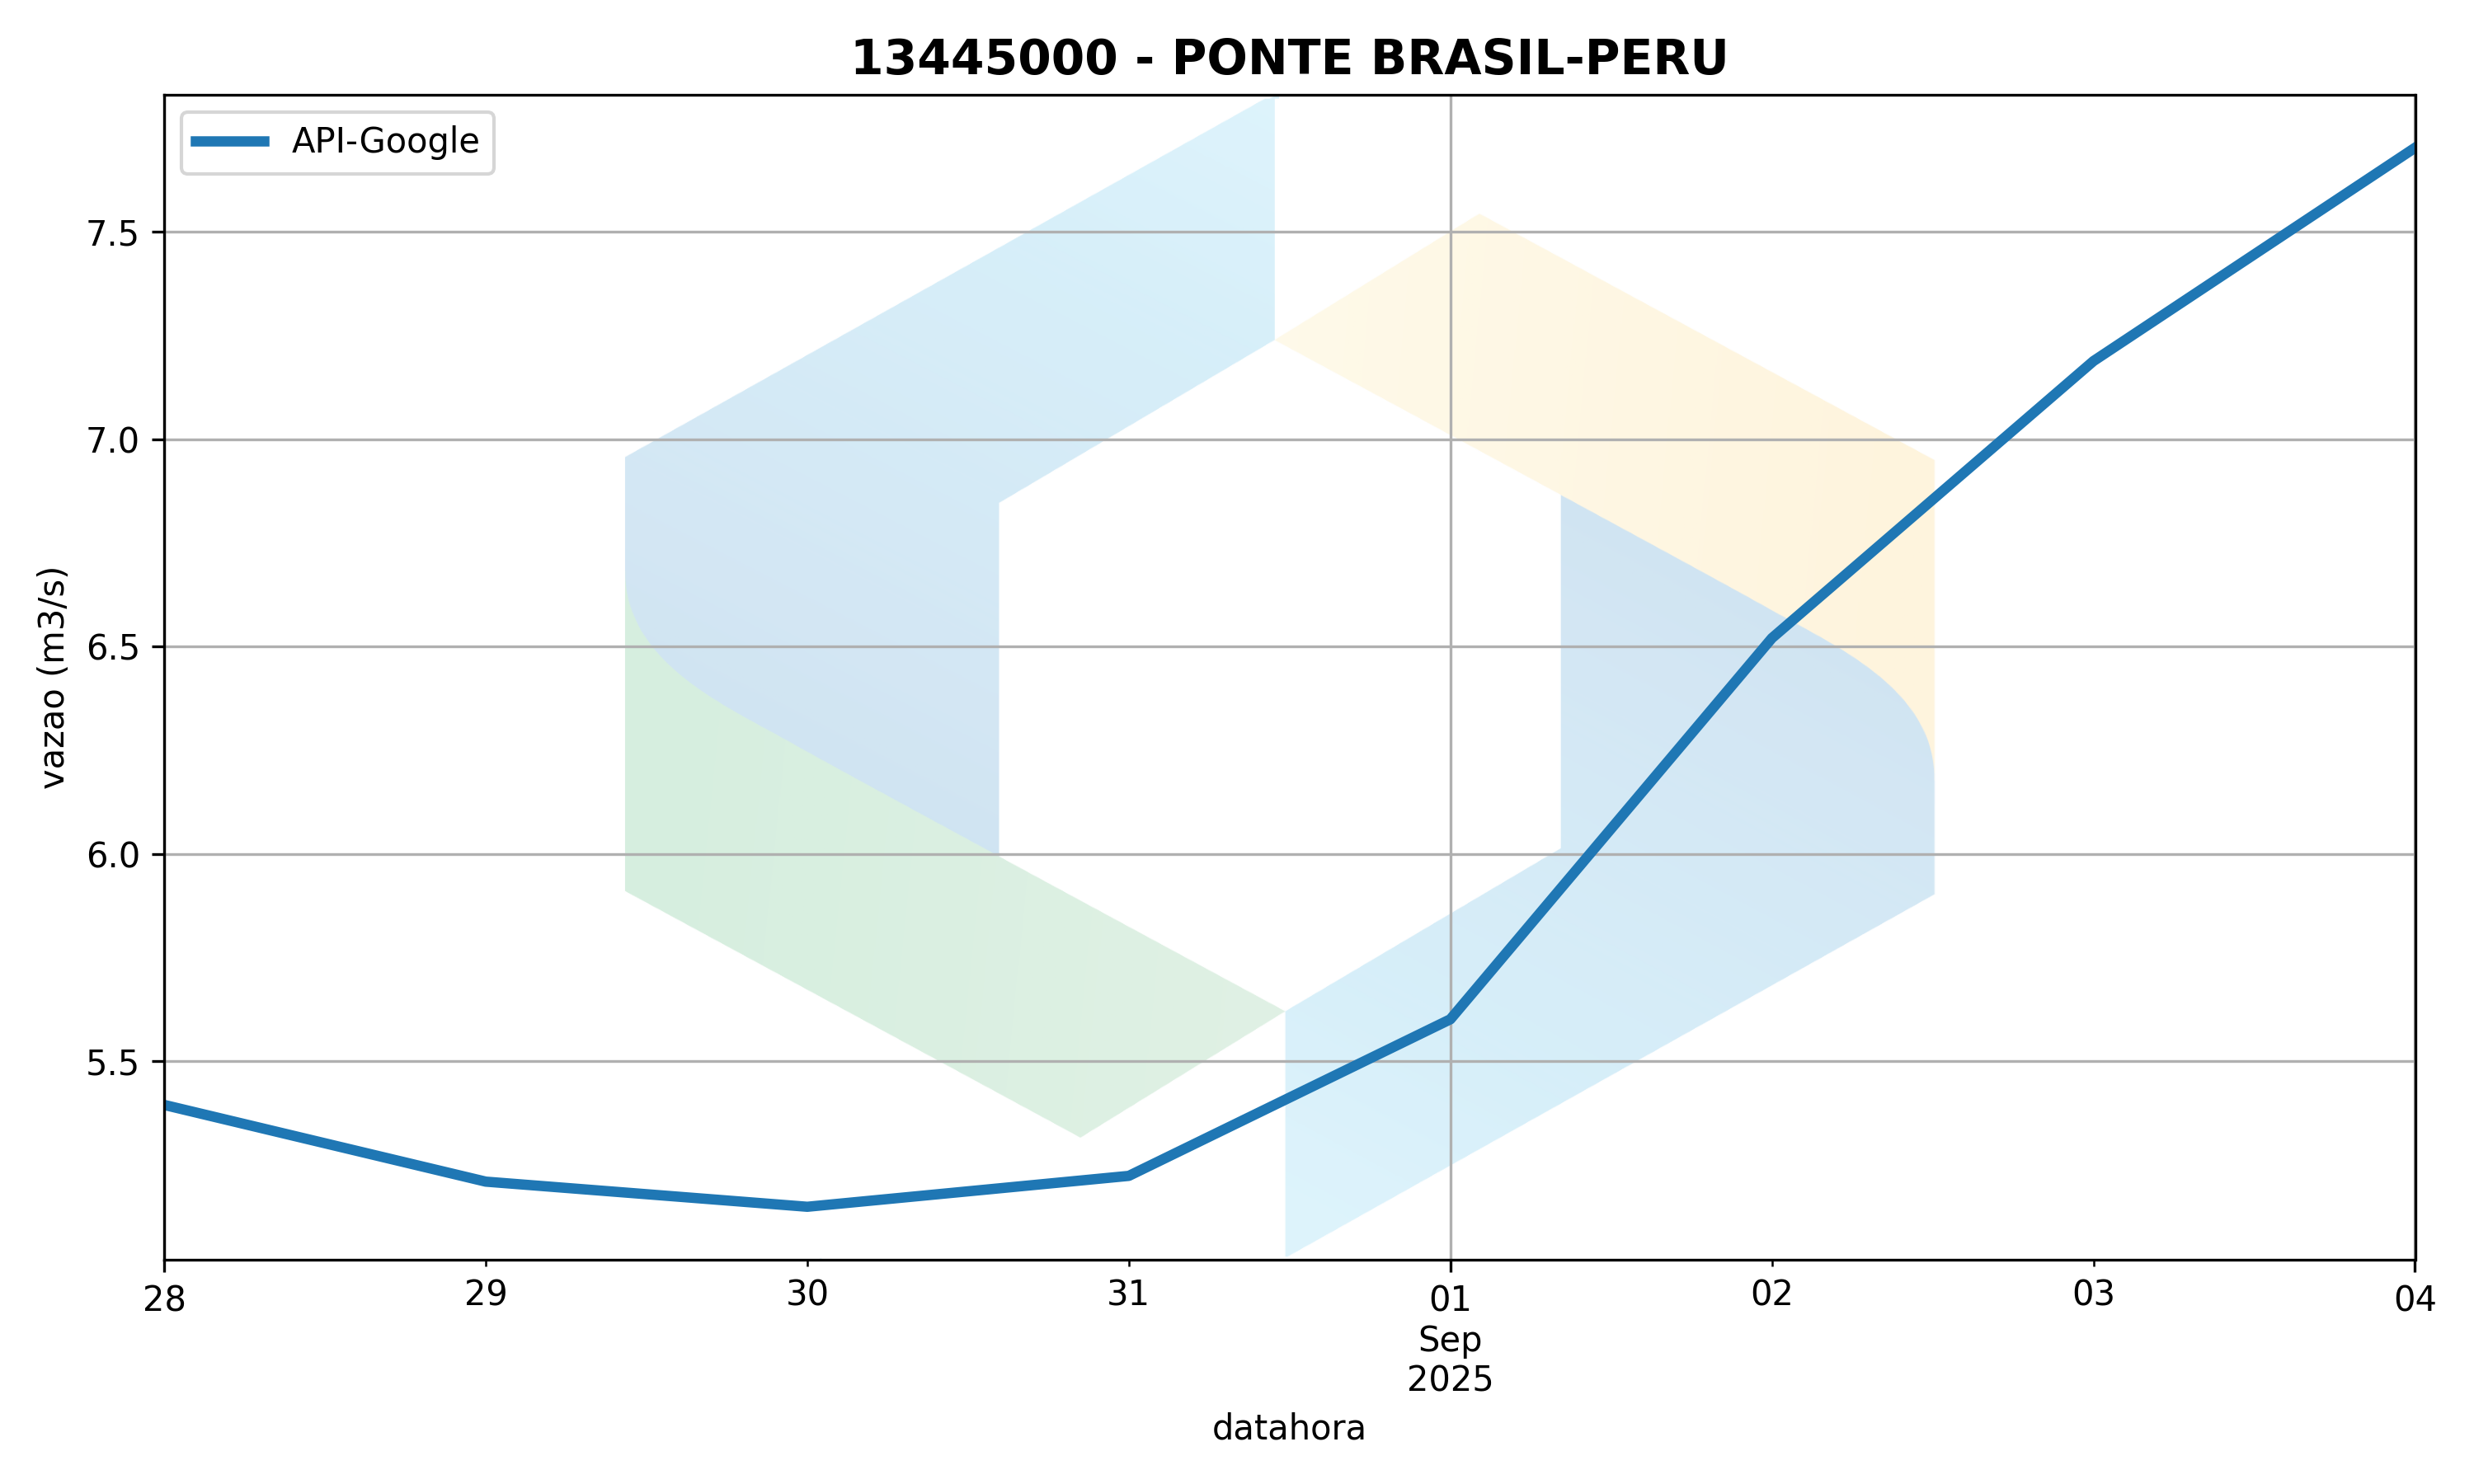 13445000 - PONTE BRASIL-PERU
API-Google
7.5
7.0
6.5
6.0
5.5
vazao (m3/s)
28 29 30 31 01 02 03 04
Sep
2025
datahora